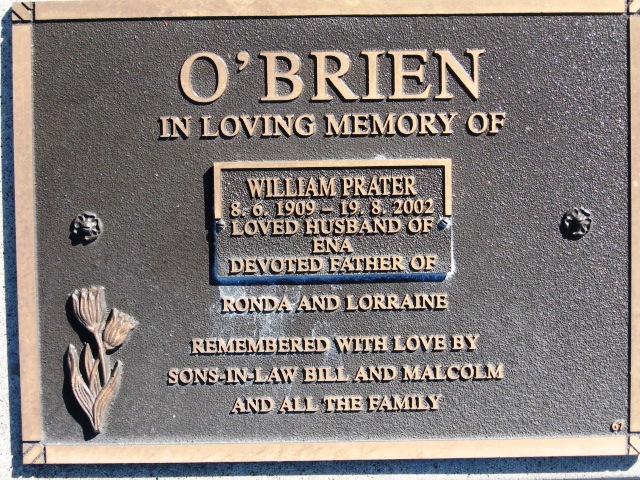 O'BRIEN
IN LOVING MEMORY OF
WILLIAM PRATER
8. 6. 1909 – 19. 8. 2002
LOVED HUSBAND OF
ENA
DEVOTED FATHER OF
RONDA AND LORRAINE
REMEMBERED WITH LOVE BY
SONS-IN-LAW BILL AND MALCOLM
AND ALL THE FAMILY
67